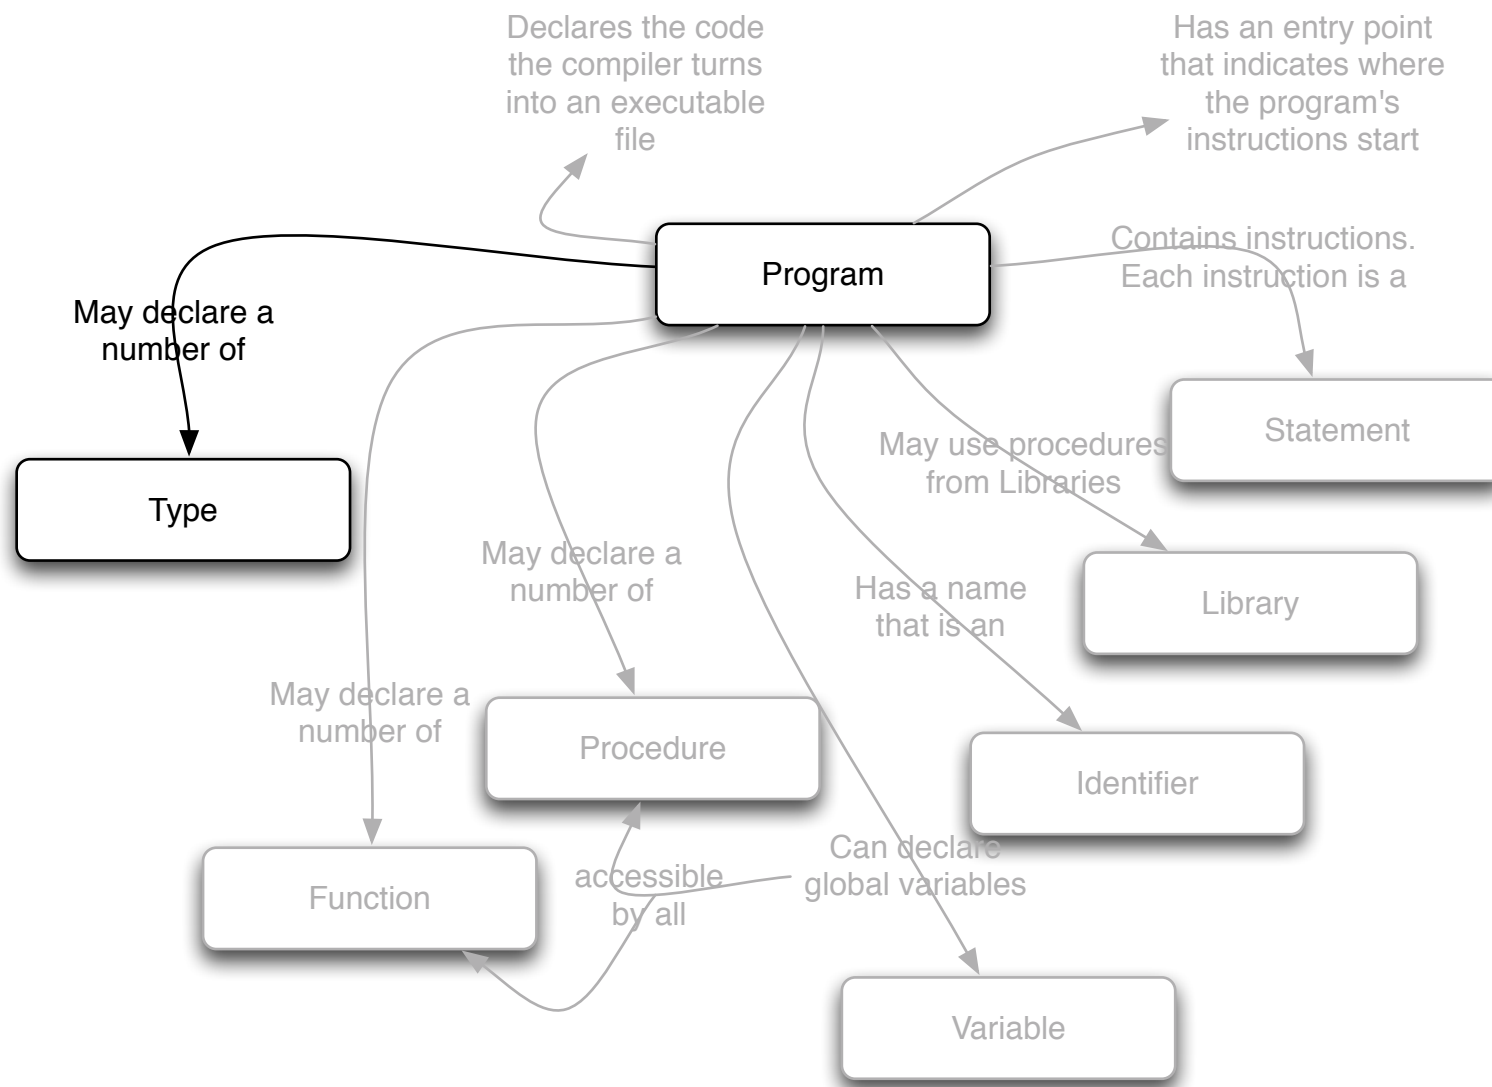 Declares the code
the compiler turns
into an executable
file
Has an entry point
that indicates where
the program's
instructions start
Program
Contains instructions.
Each instruction is a
May declare a
number of
Statement
May use procedures
from Libraries
Type
May declare a
number of
Has a name
that is an
Library
May declare a
number of
Procedure
Identifier
Can declare
global variables
accessible
by all
Function
Variable